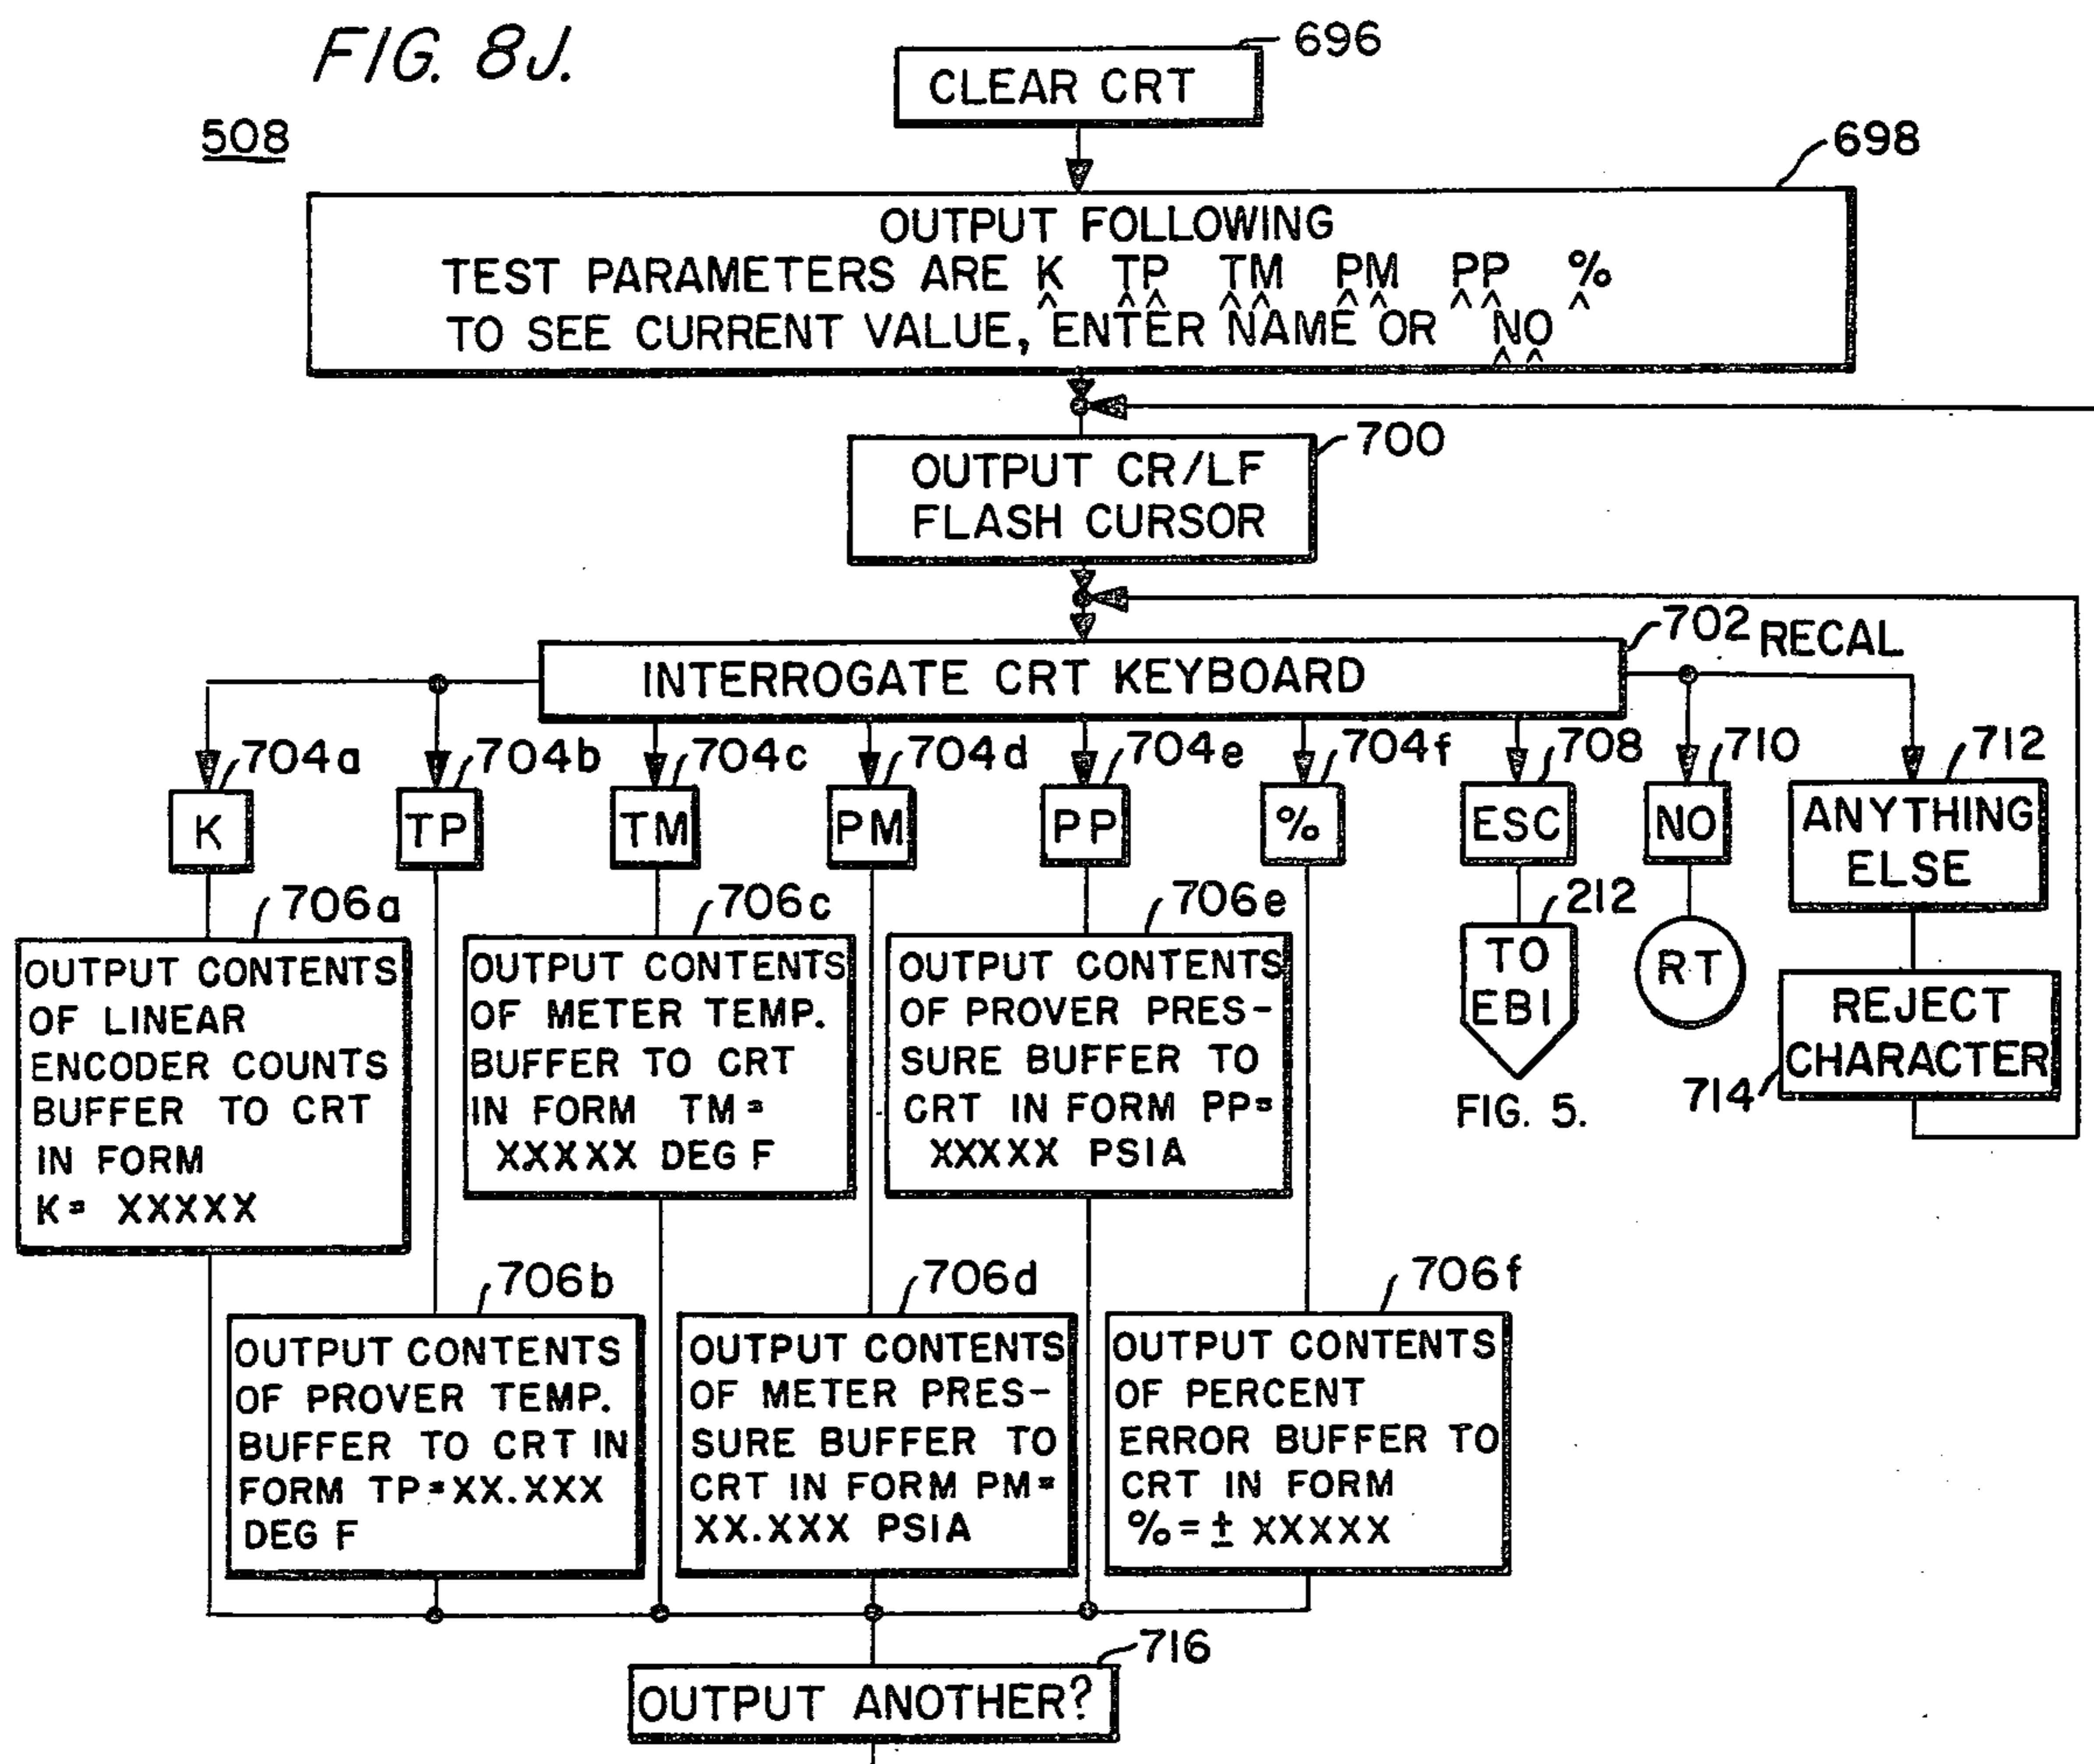 FIG. 8J.
508
CLEAR CRT
696
698
OUTPUT FOLLOWING
TEST PARAMETERS ARE K TP TM PM PP %
^ ^^ ^^ ^^ ^^ ^
TO SEE CURRENT VALUE, ENTER NAME OR NO
^^
700
OUTPUT CR/LF
FLASH CURSOR
702 RECAL
INTERROGATE CRT KEYBOARD
704a
704b
704c
704d
704e
704f
708
710
712
K
TP
TM
PM
PP
%
ESC
NO
ANYTHING
ELSE
706a
OUTPUT CONTENTS
OF LINEAR
ENCODER COUNTS
BUFFER TO CRT
IN FORM
K= XXXXX
706c
OUTPUT CONTENTS
OF METER TEMP.
BUFFER TO CRT
IN FORM TM=
XXXXX DEG F
706e
OUTPUT CONTENTS
OF PROVER PRES-
SURE BUFFER TO
CRT IN FORM PP=
XXXXX PSIA
212
TO
EBI
FIG. 5.
RT
REJECT
CHARACTER
714
706b
OUTPUT CONTENTS
OF PROVER TEMP.
BUFFER TO CRT IN
FORM TP=XX.XXX
DEG F
706d
OUTPUT CONTENTS
OF METER PRES-
SURE BUFFER TO
CRT IN FORM PM=
XX.XXX PSIA
706f
OUTPUT CONTENTS
OF PERCENT
ERROR BUFFER TO
CRT IN FORM
%=± XXXXX
716
OUTPUT ANOTHER?